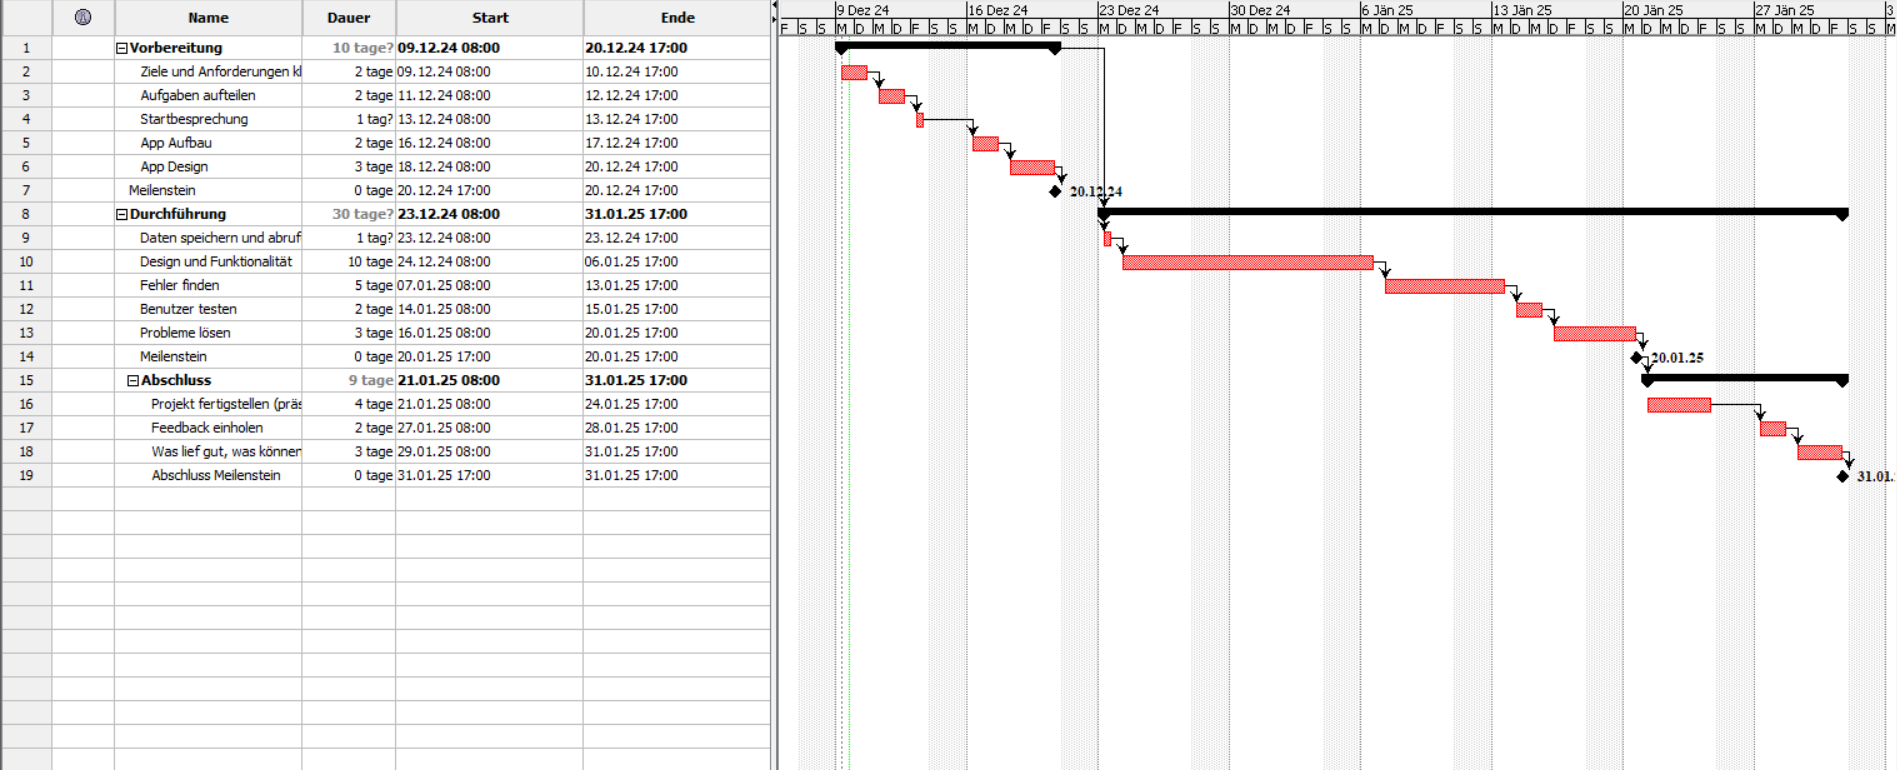 Name Dauer Start Ende
9 Dez 24 16 Dez 24 23 Dez 24 30 Dez 24 6 Jän 25 13 Jän 25 20 Jän 25 27 Jän 25 3
F S S M D M D F S S M D M D F S S M D M D F S S M D M D F S S M D M D F S S M D M D F S S M D M D F S S M D M D F S S M
1 Vorbereitung 10 tage? 09.12.24 08:00 20.12.24 17:00
2 Ziele und Anforderungen kl 2 tage 09.12.24 08:00 10.12.24 17:00
3 Aufgaben aufteilen 2 tage 11.12.24 08:00 12.12.24 17:00
4 Startbesprechung 1 tag? 13.12.24 08:00 13.12.24 17:00
5 App Aufbau 2 tage 16.12.24 08:00 17.12.24 17:00
6 App Design 3 tage 18.12.24 08:00 20.12.24 17:00
7 Meilenstein 0 tage 20.12.24 17:00 20.12.24 17:00 20.12.24
8 Durchführung 30 tage? 23.12.24 08:00 31.01.25 17:00
9 Daten speichern und abruf 1 tag? 23.12.24 08:00 23.12.24 17:00
10 Design und Funktionalität 10 tage 24.12.24 08:00 06.01.25 17:00
11 Fehler finden 5 tage 07.01.25 08:00 13.01.25 17:00
12 Benutzer testen 2 tage 14.01.25 08:00 15.01.25 17:00
13 Probleme lösen 3 tage 16.01.25 08:00 20.01.25 17:00
14 Meilenstein 0 tage 20.01.25 17:00 20.01.25 17:00 20.01.25
15 Abschluss 9 tage 21.01.25 08:00 31.01.25 17:00
16 Projekt fertigstellen (präs 4 tage 21.01.25 08:00 24.01.25 17:00
17 Feedback einholen 2 tage 27.01.25 08:00 28.01.25 17:00
18 Was lief gut, was können 3 tage 29.01.25 08:00 31.01.25 17:00
19 Abschluss Meilenstein 0 tage 31.01.25 17:00 31.01.25 17:00 31.01.